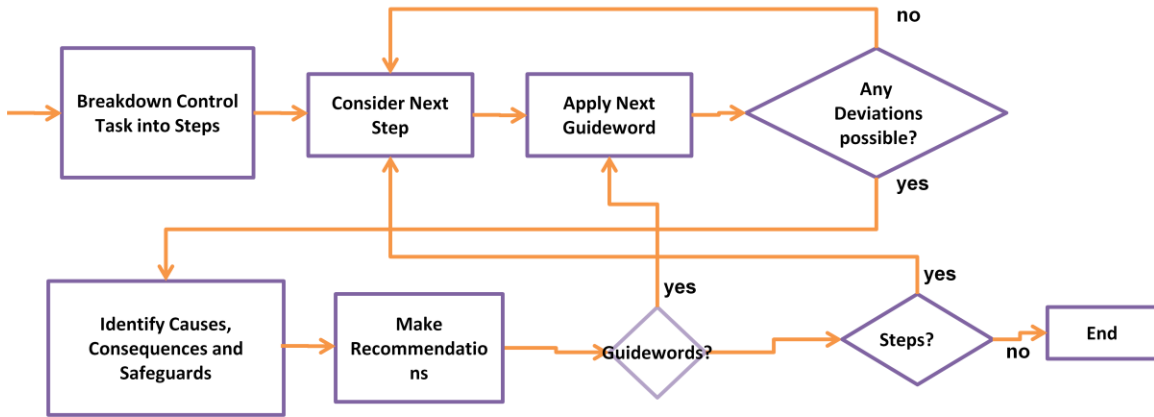 no
Breakdown Control
Task into Steps
Consider Next
Step
Apply Next
Guideword
Any
Deviations
possible?
yes
Identify Causes,
Consequences and
Safeguards
Make
Recommendatio
ns
yes
Guidewords?
yes
Steps?
no
End